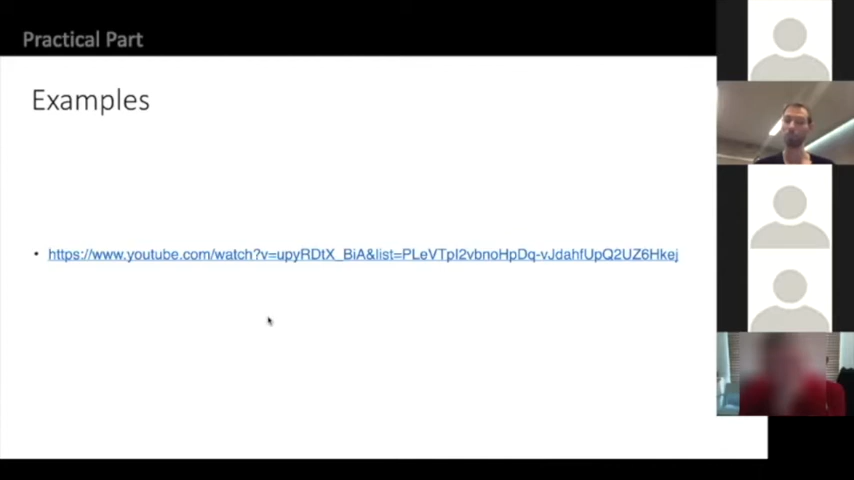 Practical Part
Examples
• https://www.youtube.com/watch?v=upyRDtX_BiA&list=PLeVTpI2vbnoHpDq-vJdahfUpQ2UZ6Hkej